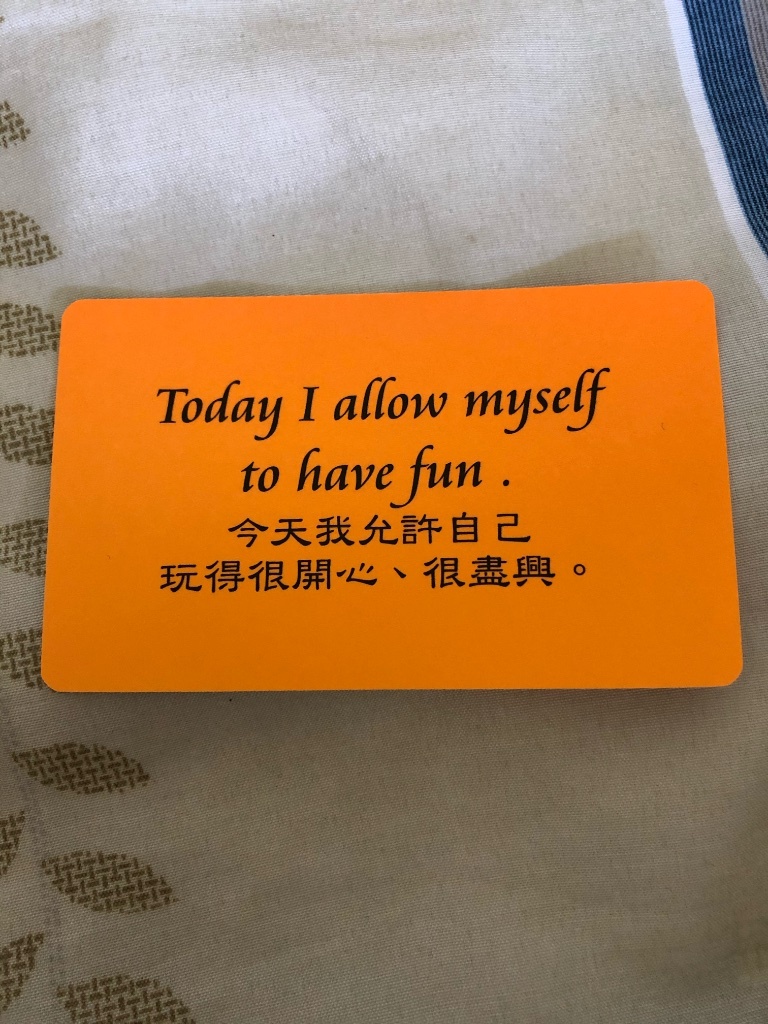 Today I allow myself
to have fun .
今天我允許自己
玩得很開心、很盡興。